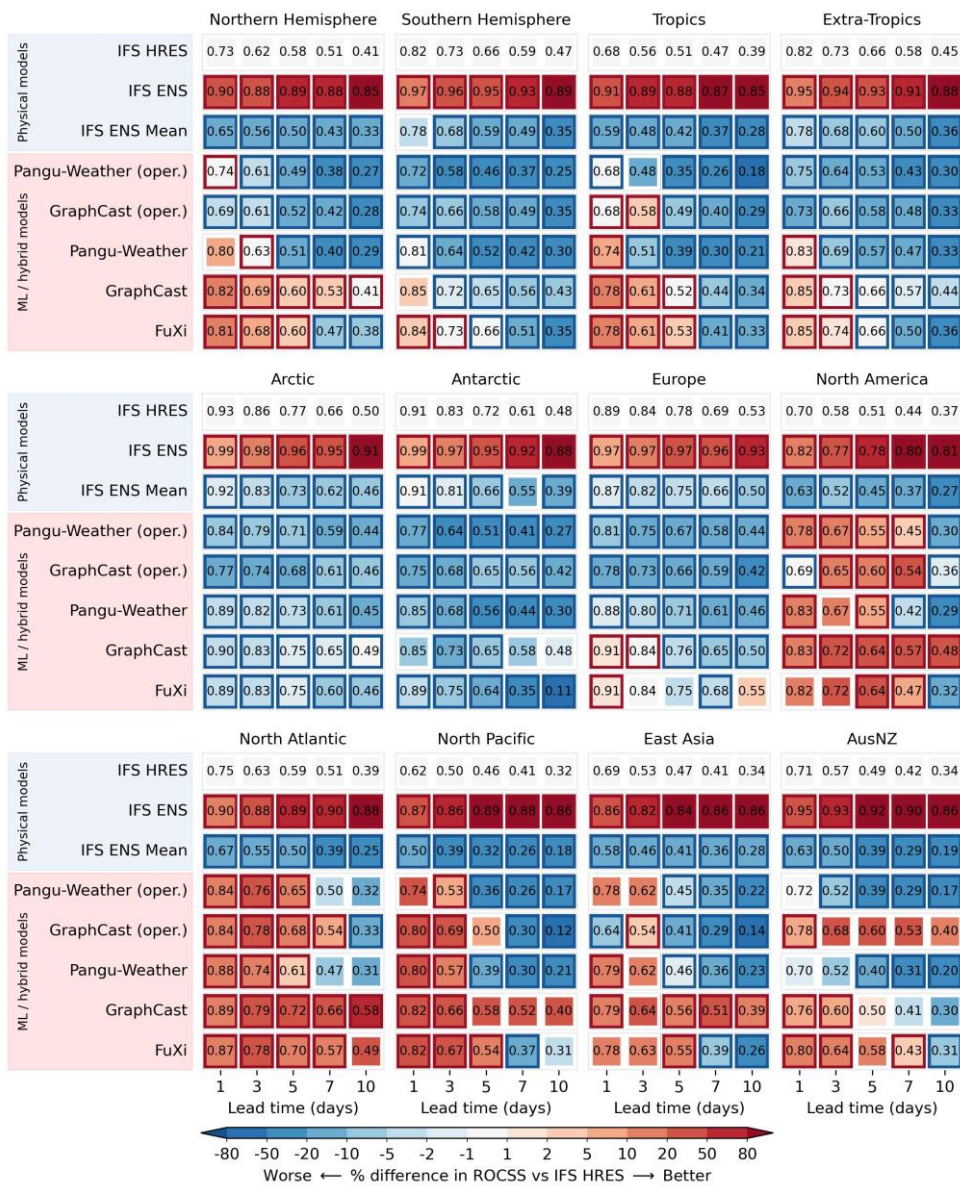 Northern Hemisphere Southern Hemisphere Tropics Extra-Tropics
Physical models
IFS HRES 0.73 0.62 0.58 0.51 0.41 0.82 0.73 0.66 0.59 0.47 0.68 0.56 0.51 0.47 0.39 0.82 0.73 0.66 0.58 0.45
IFS ENS 0.90 0.88 0.89 0.88 0.85 0.97 0.96 0.95 0.93 0.89 0.91 0.89 0.88 0.87 0.85 0.95 0.94 0.93 0.91 0.88
IFS ENS Mean 0.65 0.56 0.50 0.43 0.33 0.78 0.68 0.59 0.49 0.35 0.59 0.48 0.42 0.37 0.28 0.78 0.68 0.60 0.50 0.36
ML / hybrid models
Pangu-Weather (oper.) 0.74 0.61 0.49 0.38 0.27 0.72 0.58 0.46 0.37 0.25 0.68 0.48 0.35 0.26 0.18 0.75 0.64 0.53 0.43 0.30
GraphCast (oper.) 0.69 0.61 0.52 0.42 0.28 0.74 0.66 0.58 0.49 0.35 0.68 0.58 0.49 0.40 0.29 0.73 0.66 0.58 0.48 0.33
Pangu-Weather 0.80 0.63 0.51 0.40 0.29 0.81 0.64 0.52 0.42 0.30 0.74 0.51 0.39 0.30 0.21 0.83 0.69 0.57 0.47 0.33
GraphCast 0.82 0.69 0.60 0.53 0.41 0.85 0.72 0.65 0.56 0.43 0.78 0.61 0.52 0.44 0.34 0.85 0.73 0.66 0.57 0.44
FuXi 0.81 0.68 0.60 0.47 0.38 0.84 0.73 0.66 0.51 0.35 0.78 0.61 0.53 0.41 0.33 0.85 0.74 0.66 0.50 0.36
Arctic Antarctic Europe North America
Physical models
IFS HRES 0.93 0.86 0.77 0.66 0.50 0.91 0.83 0.72 0.61 0.48 0.89 0.84 0.78 0.69 0.53 0.70 0.58 0.51 0.44 0.37
IFS ENS 0.99 0.98 0.96 0.95 0.91 0.99 0.97 0.95 0.92 0.88 0.97 0.97 0.97 0.96 0.93 0.82 0.77 0.78 0.80 0.81
IFS ENS Mean 0.92 0.83 0.73 0.62 0.46 0.91 0.81 0.66 0.55 0.39 0.87 0.82 0.75 0.66 0.50 0.63 0.52 0.45 0.37 0.27
ML / hybrid models
Pangu-Weather (oper.) 0.84 0.79 0.71 0.59 0.44 0.77 0.64 0.51 0.41 0.27 0.81 0.75 0.67 0.58 0.44 0.78 0.67 0.55 0.45 0.30
GraphCast (oper.) 0.77 0.74 0.68 0.61 0.46 0.75 0.68 0.65 0.56 0.42 0.78 0.73 0.66 0.59 0.42 0.69 0.65 0.60 0.54 0.36
Pangu-Weather 0.89 0.82 0.73 0.61 0.45 0.85 0.68 0.56 0.44 0.30 0.88 0.80 0.71 0.61 0.46 0.83 0.67 0.55 0.42 0.29
GraphCast 0.90 0.83 0.75 0.65 0.49 0.85 0.73 0.65 0.58 0.48 0.91 0.84 0.76 0.65 0.50 0.83 0.72 0.64 0.57 0.48
FuXi 0.89 0.83 0.75 0.60 0.46 0.89 0.75 0.64 0.35 0.11 0.91 0.84 0.75 0.68 0.55 0.82 0.72 0.64 0.47 0.32
North Atlantic North Pacific East Asia AusNZ
Physical models
IFS HRES 0.75 0.63 0.59 0.51 0.39 0.62 0.50 0.46 0.41 0.32 0.69 0.53 0.47 0.41 0.34 0.71 0.57 0.49 0.42 0.34
IFS ENS 0.90 0.88 0.89 0.90 0.88 0.87 0.86 0.89 0.88 0.86 0.86 0.82 0.84 0.86 0.86 0.95 0.93 0.92 0.90 0.86
IFS ENS Mean 0.67 0.55 0.50 0.39 0.25 0.50 0.39 0.32 0.26 0.18 0.58 0.46 0.41 0.36 0.28 0.63 0.50 0.39 0.29 0.19
ML / hybrid models
Pangu-Weather (oper.) 0.84 0.76 0.65 0.50 0.32 0.74 0.53 0.36 0.26 0.17 0.78 0.62 0.45 0.35 0.22 0.72 0.52 0.39 0.29 0.17
GraphCast (oper.) 0.84 0.78 0.68 0.54 0.33 0.80 0.69 0.50 0.30 0.12 0.64 0.54 0.41 0.29 0.14 0.78 0.68 0.60 0.53 0.40
Pangu-Weather 0.88 0.74 0.61 0.47 0.31 0.80 0.57 0.39 0.30 0.21 0.79 0.62 0.46 0.36 0.23 0.70 0.52 0.40 0.31 0.20
GraphCast 0.89 0.79 0.72 0.66 0.58 0.82 0.66 0.58 0.52 0.40 0.79 0.64 0.56 0.51 0.39 0.76 0.60 0.50 0.41 0.30
FuXi 0.87 0.78 0.70 0.57 0.49 0.82 0.67 0.54 0.37 0.31 0.78 0.63 0.55 0.39 0.26 0.80 0.64 0.58 0.43 0.31
1 3 5 7 10 1 3 5 7 10 1 3 5 7 10 1 3 5 7 10
Lead time (days) Lead time (days) Lead time (days) Lead time (days)
-80 -50 -20 -10 -5 -2 -1 1 2 5 10 20 50 80
Worse ← % difference in ROCSS vs IFS HRES → Better